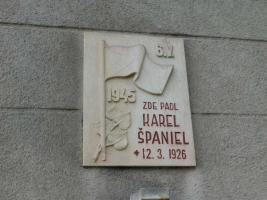 6.V.
1945
ZDE PADL
KAREL
ŠPANIEL
* 12. 3. 1926